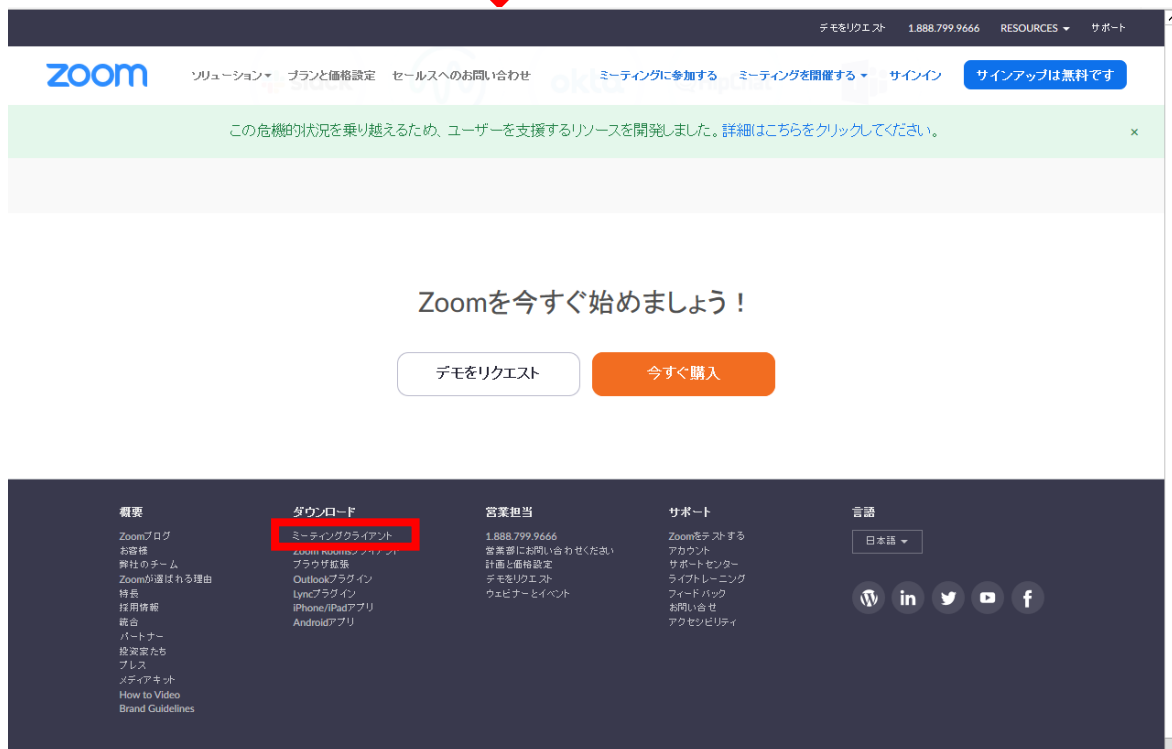 デモをリクエスト 1.888.799.9666 RESOURCES サポート
zoom ソリューション プランと価格設定 セールスへのお問い合わせ ミーティングに参加する ミーティングを開催する サインイン サインアップは無料です
この危機的状況を乗り越えるため、ユーザーを支援するリソースを開発しました。詳細はこちらをクリックしてください。 ×
Zoomを今すぐ始めましょう！
デモをリクエスト 今すぐ購入
概要
Zoomブログ
お客様
弊社のチーム
Zoomが選ばれる理由
特長
採用情報
統合
パートナー
投資家たち
プレス
メディアキット
How to Video
Brand Guidelines
ダウンロード
ミーティングクライアント
Zoom Roomsクライアント
ブラウザ拡張
Outlookプラグイン
Lyncプラグイン
iPhone/iPadアプリ
Androidアプリ
営業担当
1.888.799.9666
営業部にお問い合わせください
計画と価格設定
デモをリクエスト
ウェビナーとイベント
サポート
Zoomをテストする
アカウント
サポートセンター
ライブトレーニング
フィードバック
お問い合せ
アクセシビリティ
言語
日本語